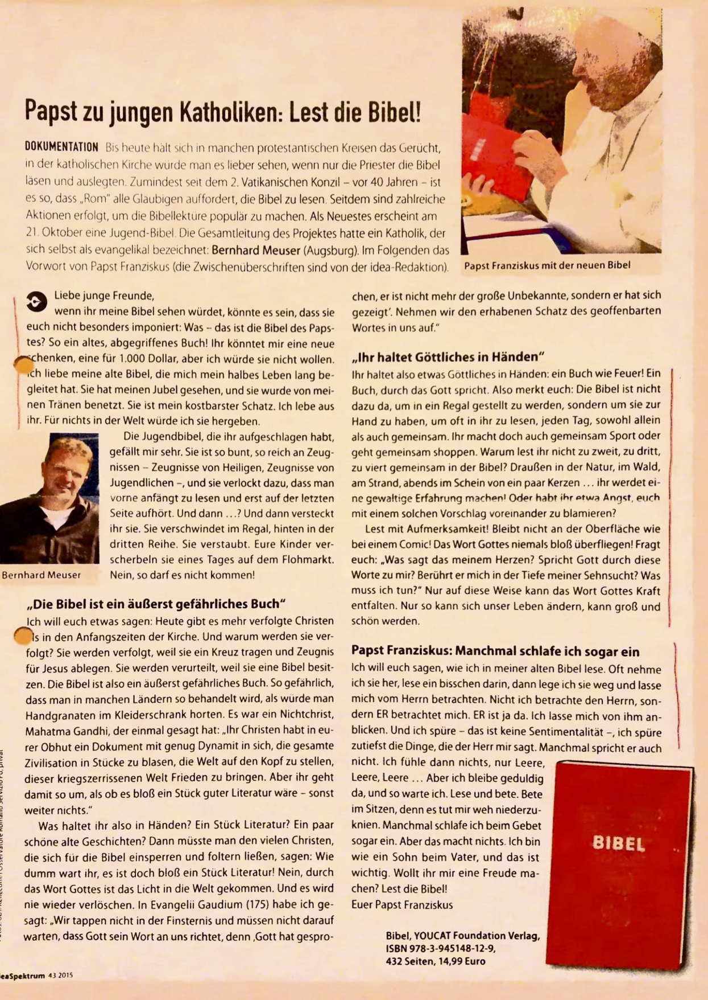 Papst zu jungen Katholiken: Lest die Bibel!
DOKUMENTATION Bis heute hält sich in manchen protestantischen Kreisen das Gerücht,
in der katholischen Kirche würde man es lieber sehen, wenn nur die Priester die Bibel
läsen und auslegten. Zumindest seit dem 2. Vatikanischen Konzil – vor 40 Jahren – ist
es so, dass „Rom“ alle Gläubigen auffordert, die Bibel zu lesen. Seitdem sind zahlreiche
Aktionen erfolgt, um die Bibellektüre populär zu machen. Als Neuestes erscheint am
21. Oktober eine Jugend-Bibel. Die Gesamtleitung des Projektes hatte ein Katholik, der
sich selbst als evangelikal bezeichnet: Bernhard Meuser (Augsburg). Im Folgenden das
Vorwort von Papst Franziskus (die Zwischenüberschriften sind von der idea-Redaktion).
Papst Franziskus mit der neuen Bibel
Liebe junge Freunde,
wenn ihr meine Bibel sehen würdet, könnte es sein, dass sie
euch nicht besonders imponiert: Was – das ist die Bibel des Paps-
tes? So ein altes, abgegriffenes Buch! Ihr könntet mir eine neue
schenken, eine für 1.000 Dollar, aber ich würde sie nicht wollen.
Ich liebe meine alte Bibel, die mich mein halbes Leben lang be-
gleitet hat. Sie hat meinen Jubel gesehen, und sie wurde von mei-
nen Tränen benetzt. Sie ist mein kostbarster Schatz. Ich lebe aus
ihr. Für nichts in der Welt würde ich sie hergeben.
Die Jugendbibel, die ihr aufgeschlagen habt,
gefällt mir sehr. Sie ist so bunt, so reich an Zeug-
nissen – Zeugnisse von Heiligen, Zeugnisse von
Jugendlichen –, und sie verlockt dazu, dass man
vorne anfängt zu lesen und erst auf der letzten
Seite aufhört. Und dann …? Und dann versteckt
ihr sie. Sie verschwindet im Regal, hinten in der
dritten Reihe. Sie verstaubt. Eure Kinder ver-
scherbeln sie eines Tages auf dem Flohmarkt.
Nein, so darf es nicht kommen!
Bernhard Meuser
„Die Bibel ist ein äußerst gefährliches Buch“
Ich will euch etwas sagen: Heute gibt es mehr verfolgte Christen
als in den Anfangszeiten der Kirche. Und warum werden sie ver-
folgt? Sie werden verfolgt, weil sie ein Kreuz tragen und Zeugnis
für Jesus ablegen. Sie werden verurteilt, weil sie eine Bibel besit-
zen. Die Bibel ist also ein äußerst gefährliches Buch. So gefährlich,
dass man in manchen Ländern so behandelt wird, als würde man
Handgranaten im Kleiderschrank horten. Es war ein Nichtchrist,
Mahatma Gandhi, der einmal gesagt hat: „Ihr Christen habt in eu-
rer Obhut ein Dokument mit genug Dynamit in sich, die gesamte
Zivilisation in Stücke zu blasen, die Welt auf den Kopf zu stellen,
dieser kriegszerrissenen Welt Frieden zu bringen. Aber ihr geht
damit so um, als ob es bloß ein Stück guter Literatur wäre – sonst
weiter nichts.“
Was haltet ihr also in Händen? Ein Stück Literatur? Ein paar
schöne alte Geschichten? Dann müsste man den vielen Christen,
die sich für die Bibel einsperren und foltern ließen, sagen: Wie
dumm wart ihr, es ist doch bloß ein Stück Literatur! Nein, durch
das Wort Gottes ist das Licht in die Welt gekommen. Und es wird
nie wieder verlöschen. In Evangelii Gaudium (175) habe ich ge-
sagt: „Wir tappen nicht in der Finsternis und müssen nicht darauf
warten, dass Gott sein Wort an uns richtet, denn ‚Gott hat gespro-
chen, er ist nicht mehr der große Unbekannte, sondern er hat sich
gezeigt‘. Nehmen wir den erhabenen Schatz des geoffenbarten
Wortes in uns auf.“
„Ihr haltet Göttliches in Händen“
Ihr haltet also etwas Göttliches in Händen: ein Buch wie Feuer! Ein
Buch, durch das Gott spricht. Also merkt euch: Die Bibel ist nicht
dazu da, um in ein Regal gestellt zu werden, sondern um sie zur
Hand zu haben, um oft in ihr zu lesen, jeden Tag, sowohl allein
als auch gemeinsam. Ihr macht doch auch gemeinsam Sport oder
geht gemeinsam shoppen. Warum lest ihr nicht zu zweit, zu dritt,
zu viert gemeinsam in der Bibel? Draußen in der Natur, im Wald,
am Strand, abends im Schein von ein paar Kerzen … ihr werdet ei-
ne gewaltige Erfahrung machen! Oder habt ihr etwa Angst, euch
mit einem solchen Vorschlag voreinander zu blamieren?
Lest mit Aufmerksamkeit! Bleibt nicht an der Oberfläche wie
bei einem Comic! Das Wort Gottes niemals bloß überfliegen! Fragt
euch: „Was sagt das meinem Herzen? Spricht Gott durch diese
Worte zu mir? Berührt er mich in der Tiefe meiner Sehnsucht? Was
muss ich tun?“ Nur auf diese Weise kann das Wort Gottes Kraft
entfalten. Nur so kann sich unser Leben ändern, kann groß und
schön werden.
Papst Franziskus: Manchmal schlafe ich sogar ein
Ich will euch sagen, wie ich in meiner alten Bibel lese. Oft nehme
ich sie her, lese ein bisschen darin, dann lege ich sie weg und lasse
mich vom Herrn betrachten. Nicht ich betrachte den Herrn, son-
dern ER betrachtet mich. ER ist ja da. Ich lasse mich von ihm an-
blicken. Und ich spüre – das ist keine Sentimentalität –, ich spüre
zutiefst die Dinge, die der Herr mir sagt. Manchmal spricht er auch
nicht. Ich fühle dann nichts, nur Leere,
Leere, Leere … Aber ich bleibe geduldig
da, und so warte ich. Lese und bete. Bete
im Sitzen, denn es tut mir weh niederzu-
knien. Manchmal schlafe ich beim Gebet
sogar ein. Aber das macht nichts. Ich bin
wie ein Sohn beim Vater, und das ist
wichtig. Wollt ihr mir eine Freude ma-
chen? Lest die Bibel!
Euer Papst Franziskus
BIBEL
Bibel, YOUCAT Foundation Verlag,
ISBN 978-3-945148-12-9,
432 Seiten, 14,99 Euro
eaSpektrum 43 2015